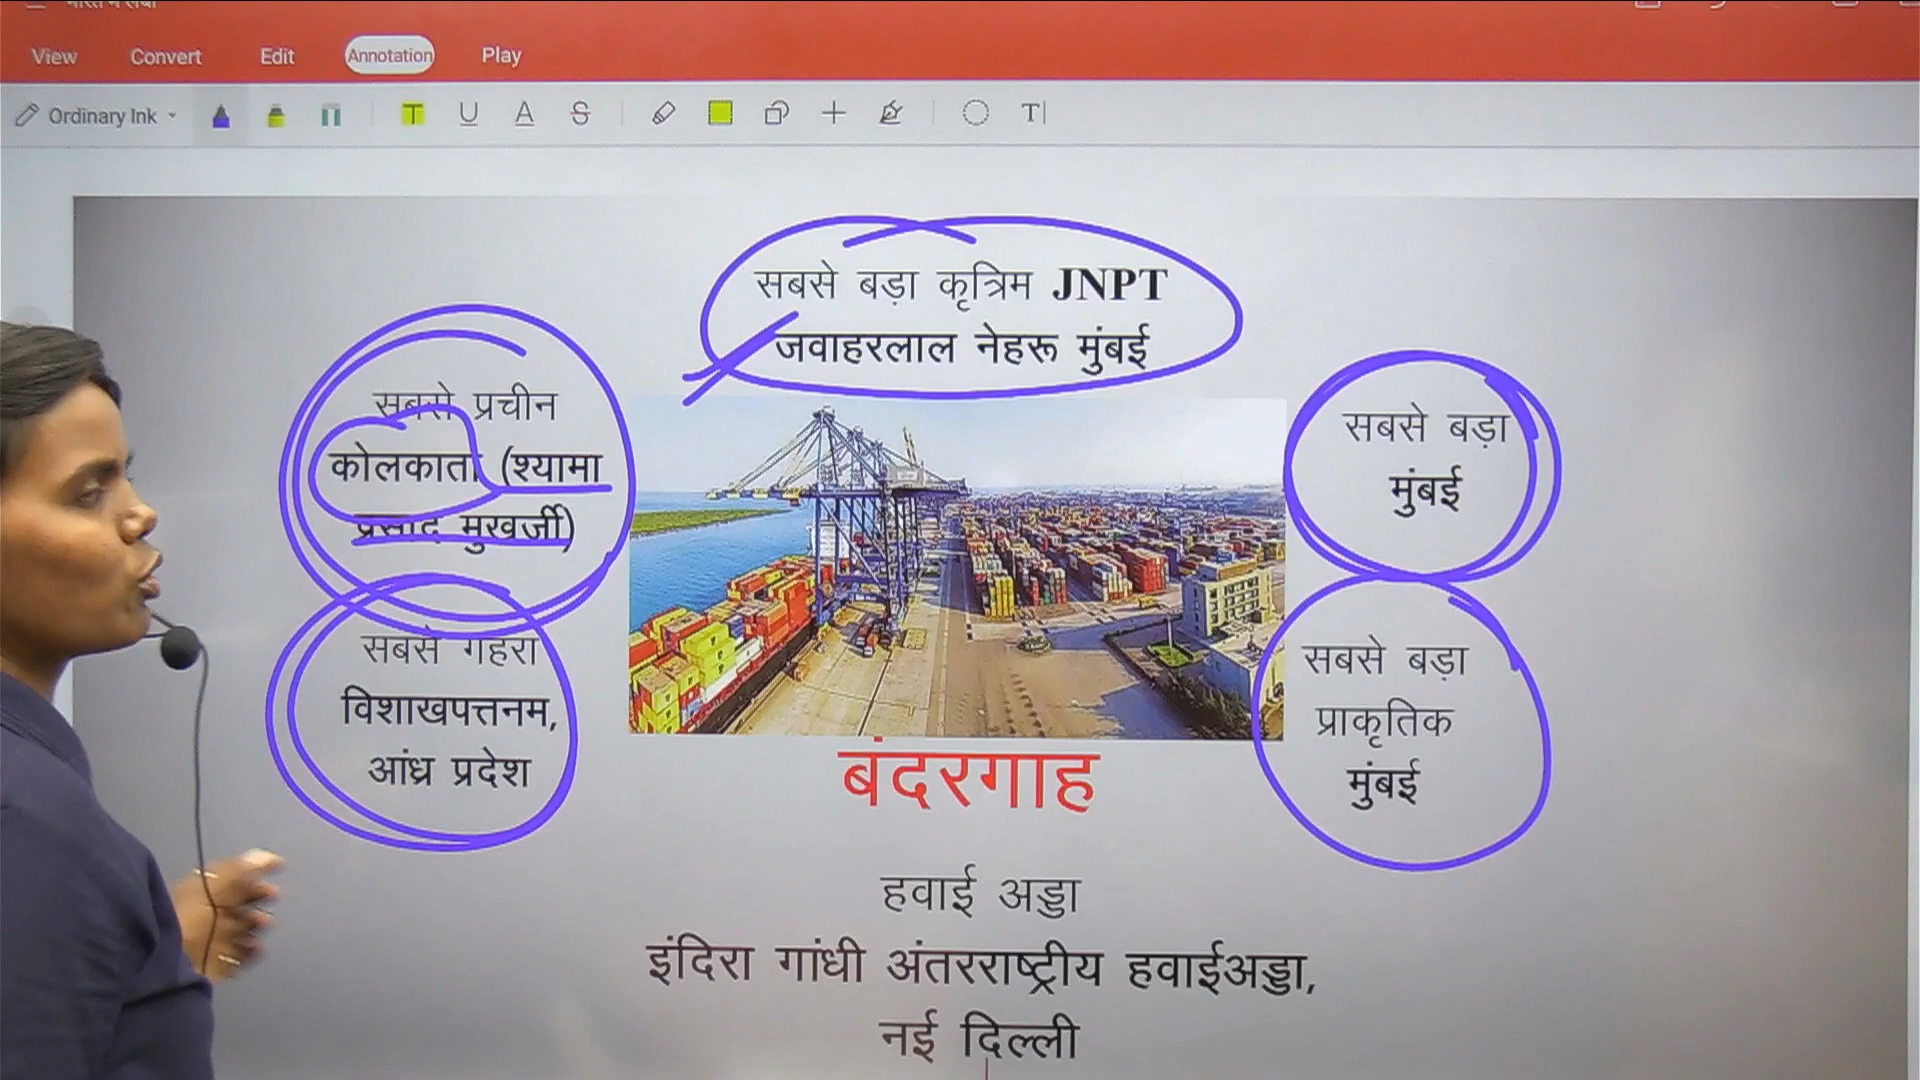 View Convert Edit Annotation Play
Ordinary Ink
सबसे बड़ा कृत्रिम JNPT
जवाहरलाल नेहरू मुंबई
सबसे प्रचीन
कोलकाता (श्यामा
प्रसाद मुखर्जी)
सबसे बड़ा
मुंबई
सबसे गहरा
विशाखपत्तनम,
आंध्र प्रदेश
सबसे बड़ा
प्राकृतिक
मुंबई
बंदरगाह
हवाई अड्डा
इंदिरा गांधी अंतरराष्ट्रीय हवाईअड्डा,
नई दिल्ली